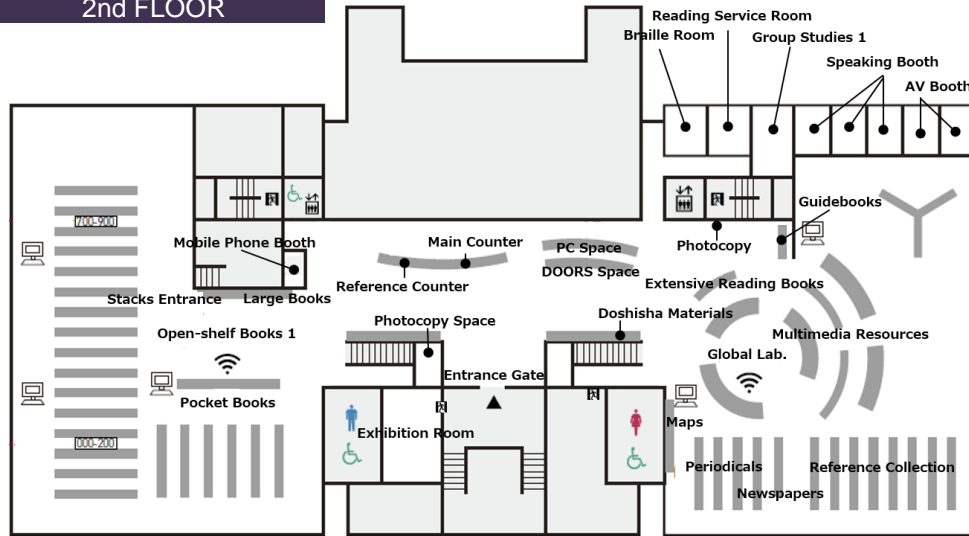 2nd FLOOR
Reading Service Room
Braille Room
Group Studies 1
Speaking Booth
AV Booth
700-900
Guidebooks
Mobile Phone Booth
Main Counter
PC Space
Photocopy
DOORS Space
Reference Counter
Extensive Reading Books
Stacks Entrance
Large Books
Photocopy Space
Doshisha Materials
Open-shelf Books 1
Multimedia Resources
Global Lab.
Entrance Gate
Pocket Books
Maps
Exhibition Room
000-200
Periodicals
Reference Collection
Newspapers